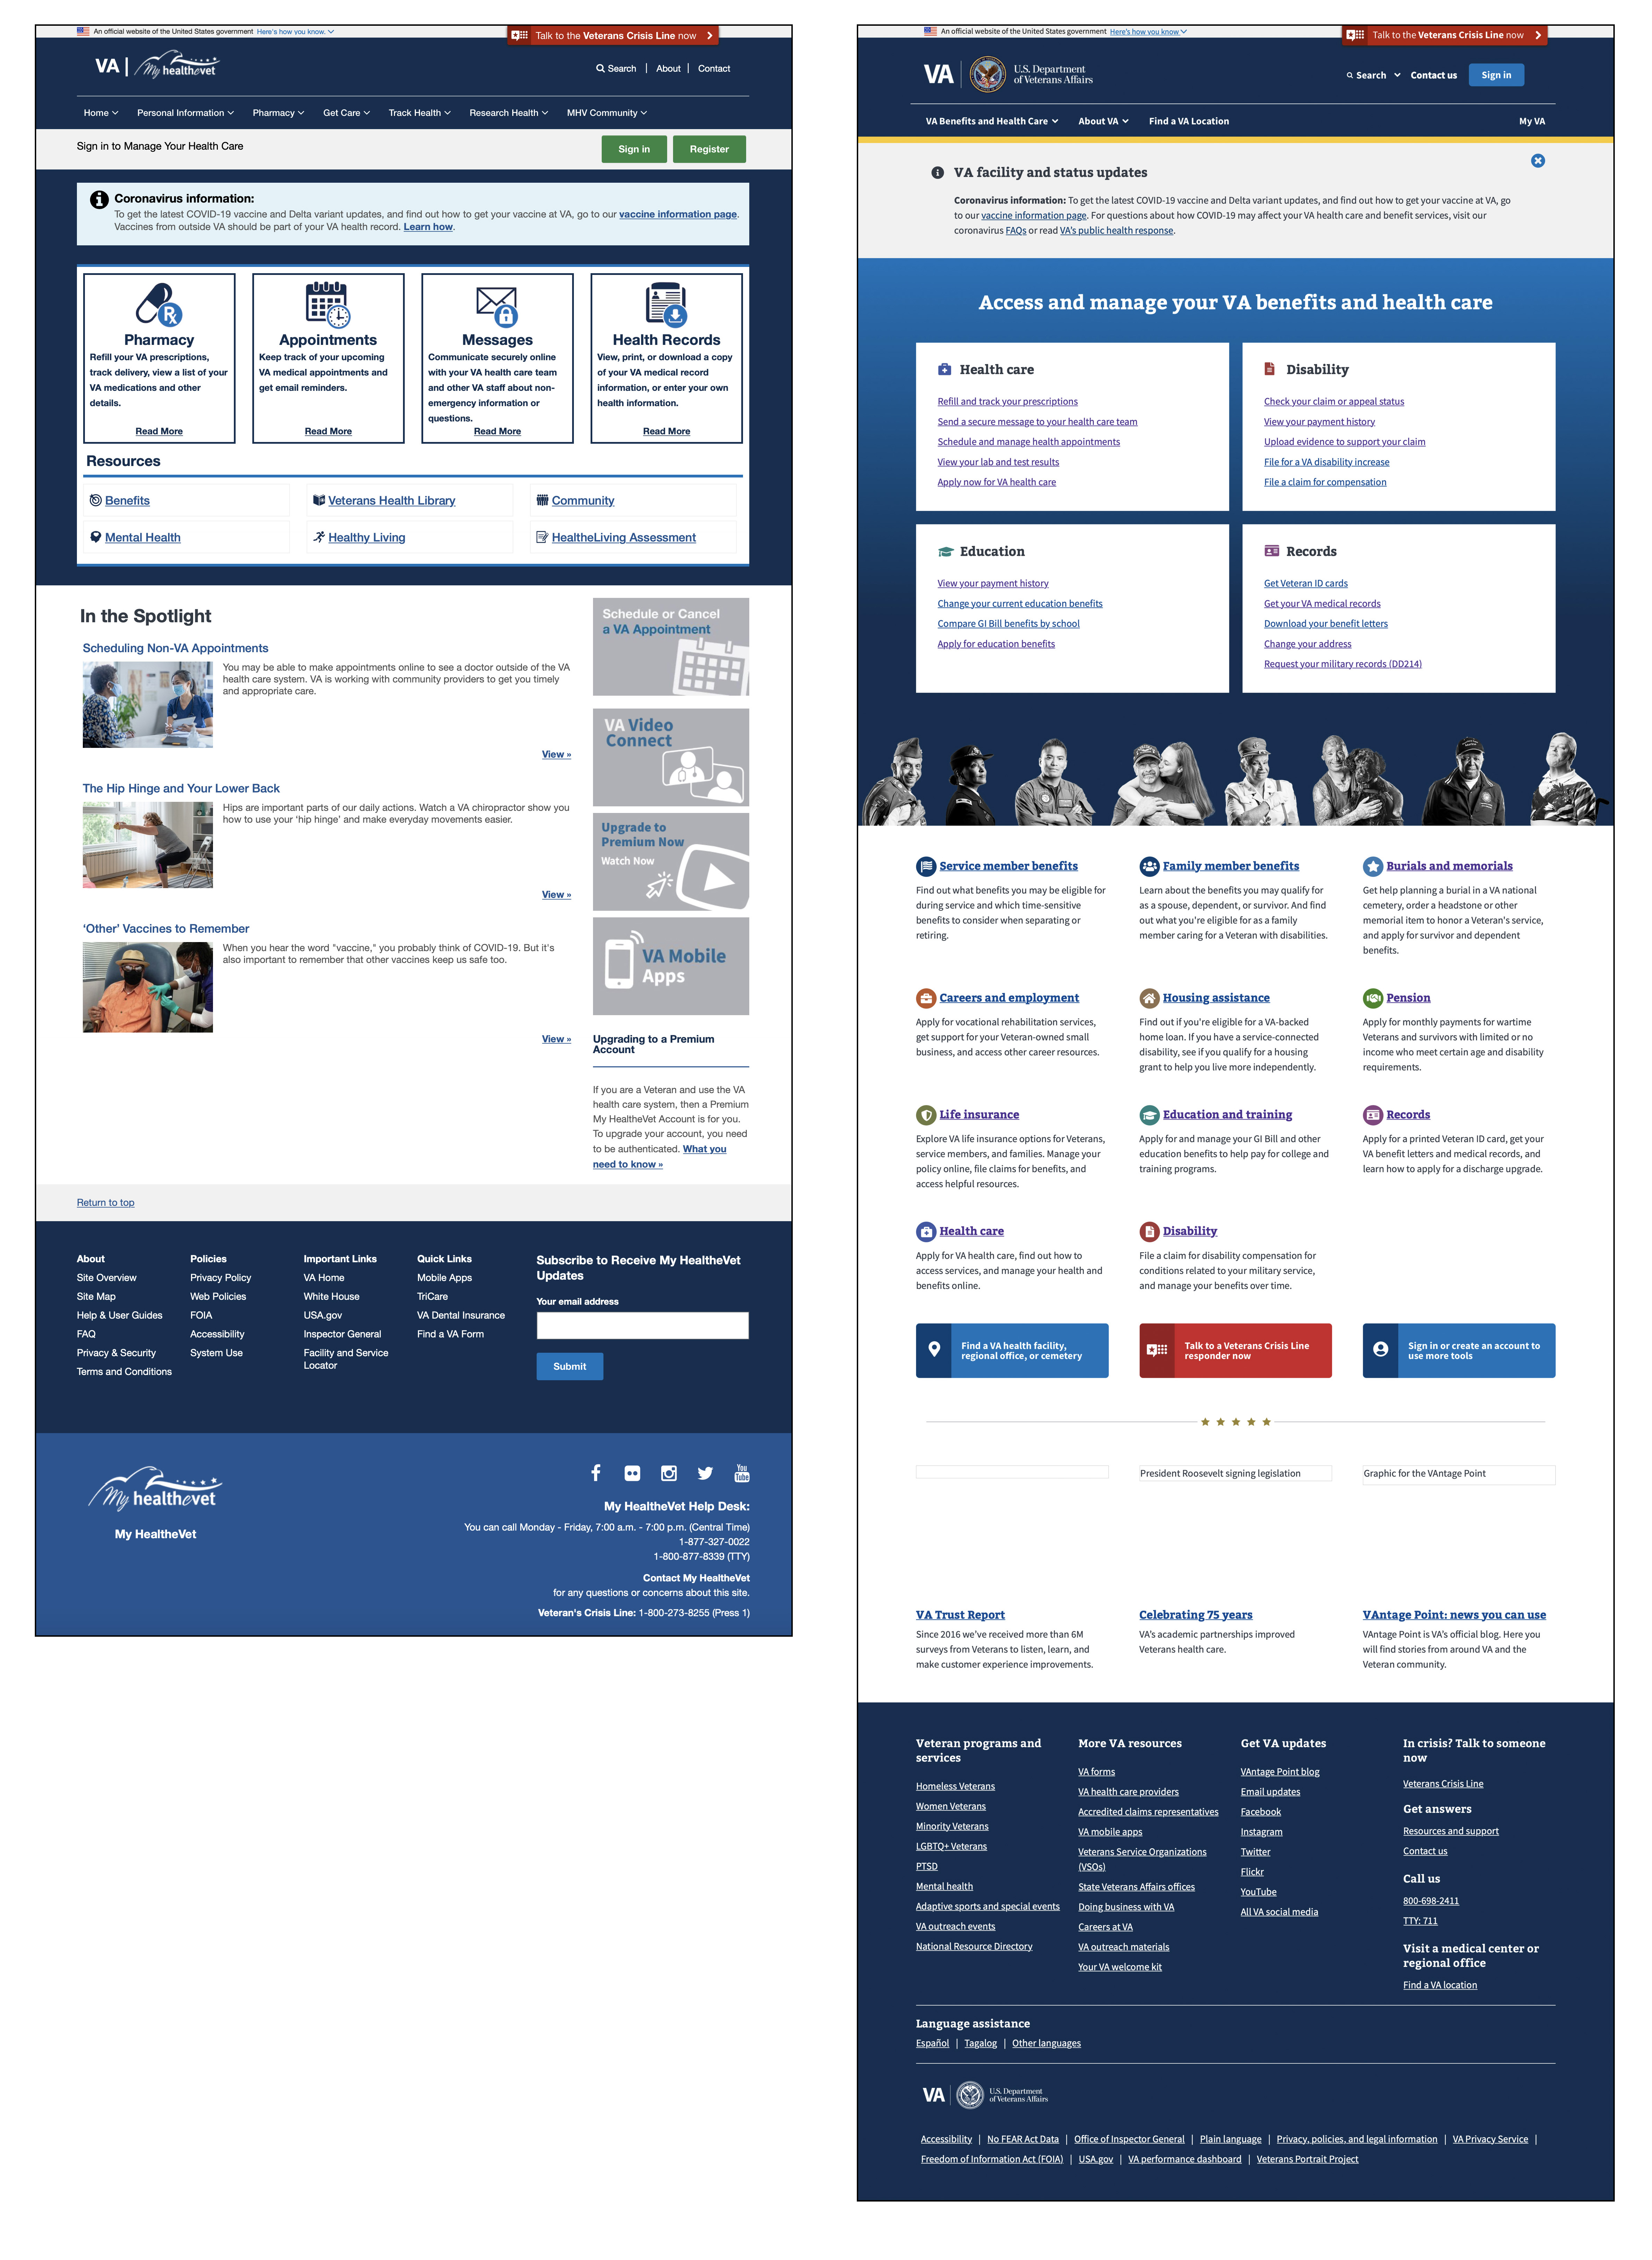 An official website of the United States government Here's how you know.
Talk to the Veterans Crisis Line now
VA | My healthevet
Search | About | Contact
Home Personal Information Pharmacy Get Care Track Health Research Health MHV Community
Sign in to Manage Your Health Care
Sign in Register
Coronavirus information:
To get the latest COVID-19 vaccine and Delta variant updates, and find out how to get your vaccine at VA, go to our vaccine information page.
Vaccines from outside VA should be part of your VA health record. Learn how.
Rx
Pharmacy
Refill your VA prescriptions,
track delivery, view a list of your
VA medications and other
details.
Read More
Appointments
Keep track of your upcoming
VA medical appointments and
get email reminders.
Read More
Messages
Communicate securely online
with your VA health care team
and other VA staff about non-
emergency information or
questions.
Read More
Health Records
View, print, or download a copy
of your VA medical record
information, or enter your own
health information.
Read More
Resources
Benefits Veterans Health Library Community
Mental Health Healthy Living HealtheLiving Assessment
In the Spotlight
Scheduling Non-VA Appointments
You may be able to make appointments online to see a doctor outside of the VA
health care system. VA is working with community providers to get you timely
and appropriate care.
View »
The Hip Hinge and Your Lower Back
Hips are important parts of our daily actions. Watch a VA chiropractor show you
how to use your ‘hip hinge’ and make everyday movements easier.
View »
‘Other’ Vaccines to Remember
When you hear the word "vaccine," you probably think of COVID-19. But it's
also important to remember that other vaccines keep us safe too.
View »
Schedule or Cancel
a VA Appointment
VA Video
Connect
Upgrade to
Premium Now
Watch Now
VA Mobile
Apps
Upgrading to a Premium
Account
If you are a Veteran and use the VA
health care system, then a Premium
My HealtheVet Account is for you.
To upgrade your account, you need
to be authenticated. What you
need to know »
Return to top
About
Site Overview
Site Map
Help & User Guides
FAQ
Privacy & Security
Terms and Conditions
Policies
Privacy Policy
Web Policies
FOIA
Accessibility
System Use
Important Links
VA Home
White House
USA.gov
Inspector General
Facility and Service
Locator
Quick Links
Mobile Apps
TriCare
VA Dental Insurance
Find a VA Form
Subscribe to Receive My HealtheVet
Updates
Your email address
Submit
My healthevet
My HealtheVet
You Tube
My HealtheVet Help Desk:
You can call Monday - Friday, 7:00 a.m. - 7:00 p.m. (Central Time)
1-877-327-0022
1-800-877-8339 (TTY)
Contact My HealtheVet
for any questions or concerns about this site.
Veteran's Crisis Line: 1-800-273-8255 (Press 1)
An official website of the United States government Here's how you know
Talk to the Veterans Crisis Line now
VA | U.S. Department
of Veterans Affairs
Search Contact us Sign in
VA Benefits and Health Care About VA Find a VA Location My VA
VA facility and status updates
Coronavirus information: To get the latest COVID-19 vaccine and Delta variant updates, and find out how to get your vaccine at VA, go
to our vaccine information page. For questions about how COVID-19 may affect your VA health care and benefit services, visit our
coronavirus FAQs or read VA's public health response.
Access and manage your VA benefits and health care
Health care
Refill and track your prescriptions
Send a secure message to your health care team
Schedule and manage health appointments
View your lab and test results
Apply now for VA health care
Disability
Check your claim or appeal status
View your payment history
Upload evidence to support your claim
File for a VA disability increase
File a claim for compensation
Education
View your payment history
Change your current education benefits
Compare GI Bill benefits by school
Apply for education benefits
Records
Get Veteran ID cards
Get your VA medical records
Download your benefit letters
Change your address
Request your military records (DD214)
Service member benefits
Find out what benefits you may be eligible for
during service and which time-sensitive
benefits to consider when separating or
retiring.
Family member benefits
Learn about the benefits you may qualify for
as a spouse, dependent, or survivor. And find
out what you're eligible for as a family
member caring for a Veteran with disabilities.
Burials and memorials
Get help planning a burial in a VA national
cemetery, order a headstone or other
memorial item to honor a Veteran's service,
and apply for survivor and dependent
benefits.
Careers and employment
Apply for vocational rehabilitation services,
get support for your Veteran-owned small
business, and access other career resources.
Housing assistance
Find out if you're eligible for a VA-backed
home loan. If you have a service-connected
disability, see if you qualify for a housing
grant to help you live more independently.
Pension
Apply for monthly payments for wartime
Veterans and survivors with limited or no
income who meet certain age and disability
requirements.
Life insurance
Explore VA life insurance options for Veterans,
service members, and families. Manage your
policy online, file claims for benefits, and
access helpful resources.
Education and training
Apply for and manage your GI Bill and other
education benefits to help pay for college and
training programs.
Records
Apply for a printed Veteran ID card, get your
VA benefit letters and medical records, and
learn how to apply for a discharge upgrade.
Health care
Apply for VA health care, find out how to
access services, and manage your health and
benefits online.
Disability
File a claim for disability compensation for
conditions related to your military service,
and manage your benefits over time.
Find a VA health facility,
regional office, or cemetery
Talk to a Veterans Crisis Line
responder now
Sign in or create an account to
use more tools
President Roosevelt signing legislation
Graphic for the VAntage Point
VA Trust Report
Since 2016 we've received more than 6M
surveys from Veterans to listen, learn, and
make customer experience improvements.
Celebrating 75 years
VA's academic partnerships improved
Veterans health care.
VAntage Point: news you can use
VAntage Point is VA's official blog. Here you
will find stories from around VA and the
Veteran community.
Veteran programs and
services
Homeless Veterans
Women Veterans
Minority Veterans
LGBTQ+ Veterans
PTSD
Mental health
Adaptive sports and special events
VA outreach events
National Resource Directory
More VA resources
VA forms
VA health care providers
Accredited claims representatives
VA mobile apps
Veterans Service Organizations
(VSOs)
State Veterans Affairs offices
Doing business with VA
Careers at VA
VA outreach materials
Your VA welcome kit
Get VA updates
VAntage Point blog
Email updates
Facebook
Instagram
Twitter
Flickr
YouTube
All VA social media
In crisis? Talk to someone
now
Veterans Crisis Line
Get answers
Resources and support
Contact us
Call us
800-698-2411
TTY: 711
Visit a medical center or
regional office
Find a VA location
Language assistance
Español | Tagalog | Other languages
VA | U.S. Department
of Veterans Affairs
Accessibility | No FEAR Act Data | Office of Inspector General | Plain language | Privacy, policies, and legal information | VA Privacy Service |
Freedom of Information Act (FOIA) | USA.gov | VA performance dashboard | Veterans Portrait Project